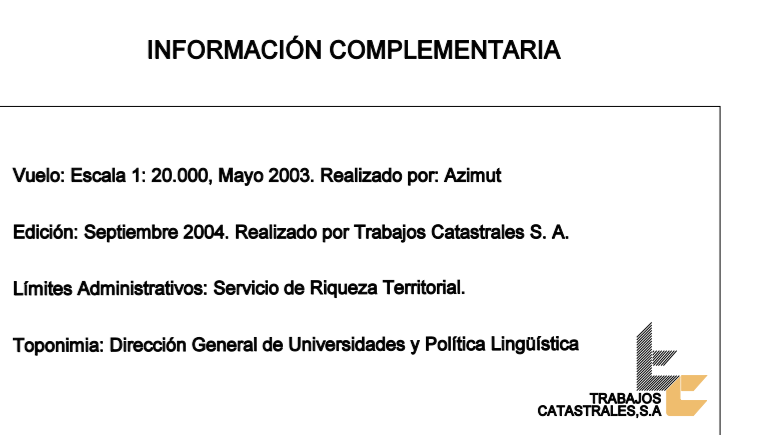 INFORMACIÓN COMPLEMENTARIA
Vuelo: Escala 1: 20.000, Mayo 2003. Realizado por: Azimut
Edición: Septiembre 2004. Realizado por Trabajos Catastrales S. A.
Límites Administrativos: Servicio de Riqueza Territorial.
Toponimia: Dirección General de Universidades y Política Lingüística
TRABAJOS
CATASTRALES,S.A